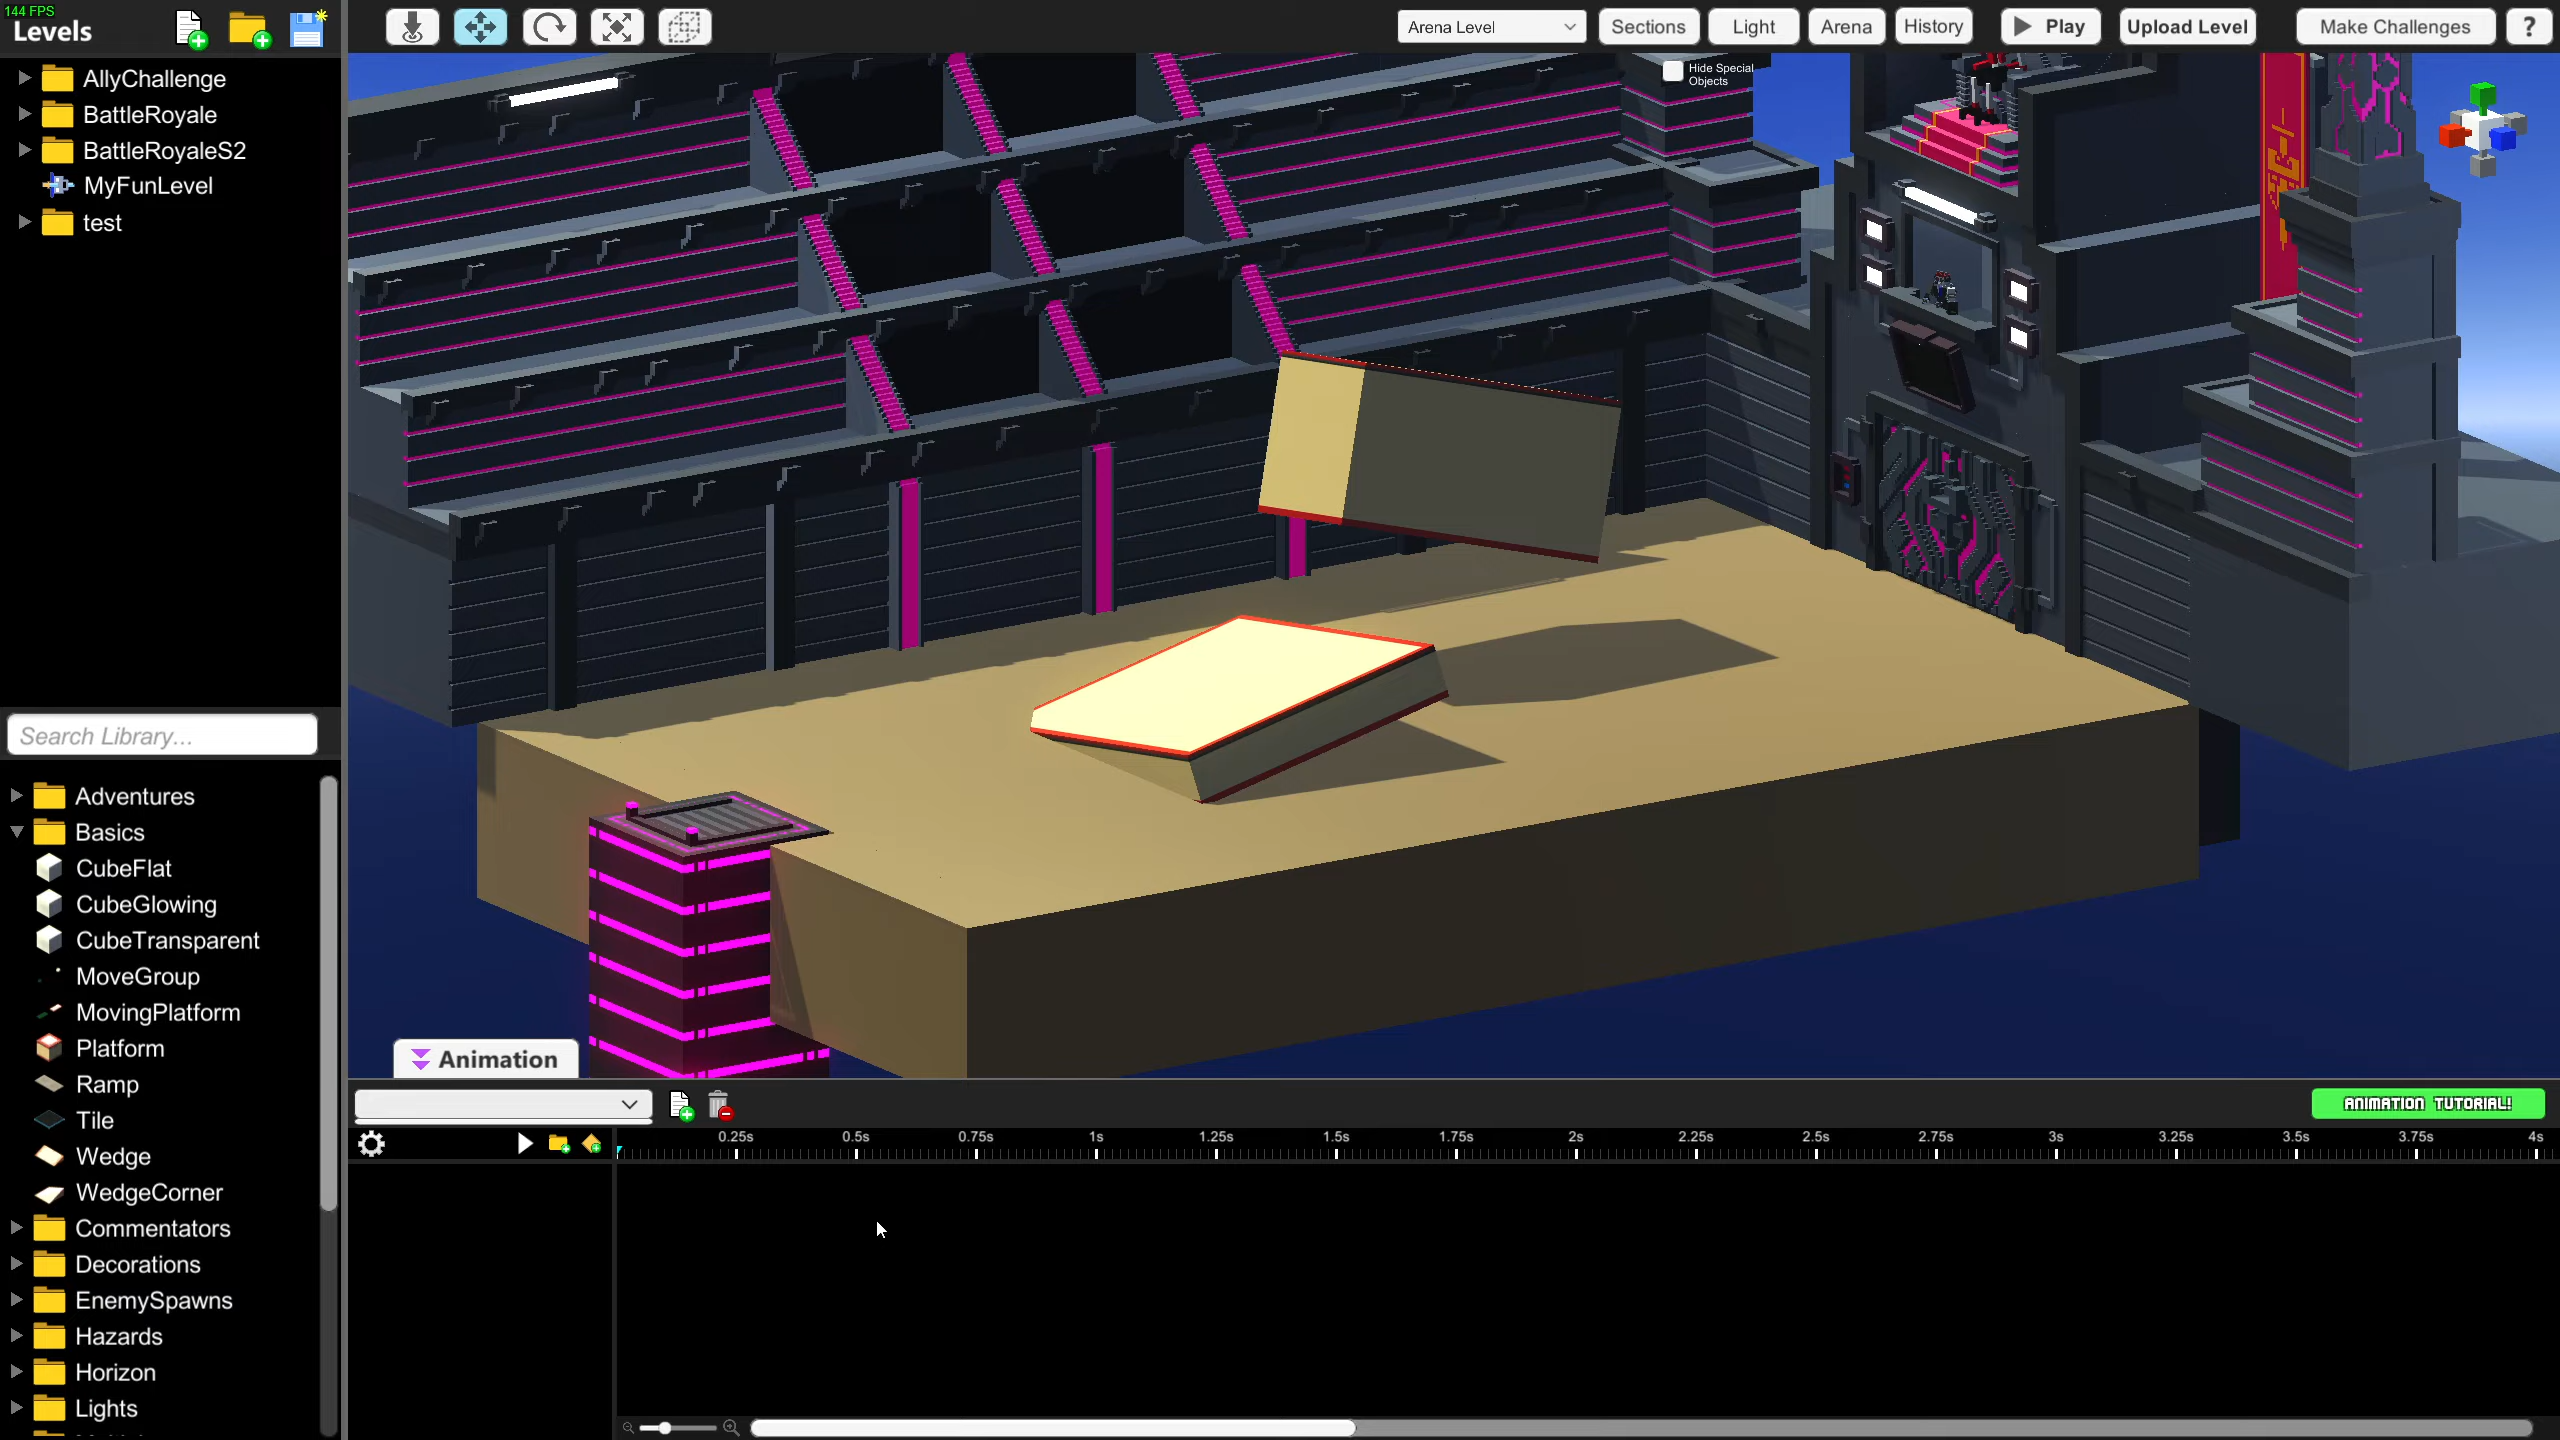 144 FPS
Levels
Arena Level
Sections
Light
Arena
History
Play
Upload Level
Make Challenges
?
Hide Special
Objects
AllyChallenge
BattleRoyale
BattleRoyaleS2
MyFunLevel
test
Search Library...
Adventures
Basics
CubeFlat
CubeGlowing
CubeTransparent
MoveGroup
MovingPlatform
Platform
Ramp
Tile
Wedge
WedgeCorner
Commentators
Decorations
EnemySpawns
Hazards
Horizon
Lights
Animation
ANIMATION TUTORIAL!
0.25s 0.5s 0.75s 1s 1.25s 1.5s 1.75s 2s 2.25s 2.5s 2.75s 3s 3.25s 3.5s 3.75s 4s